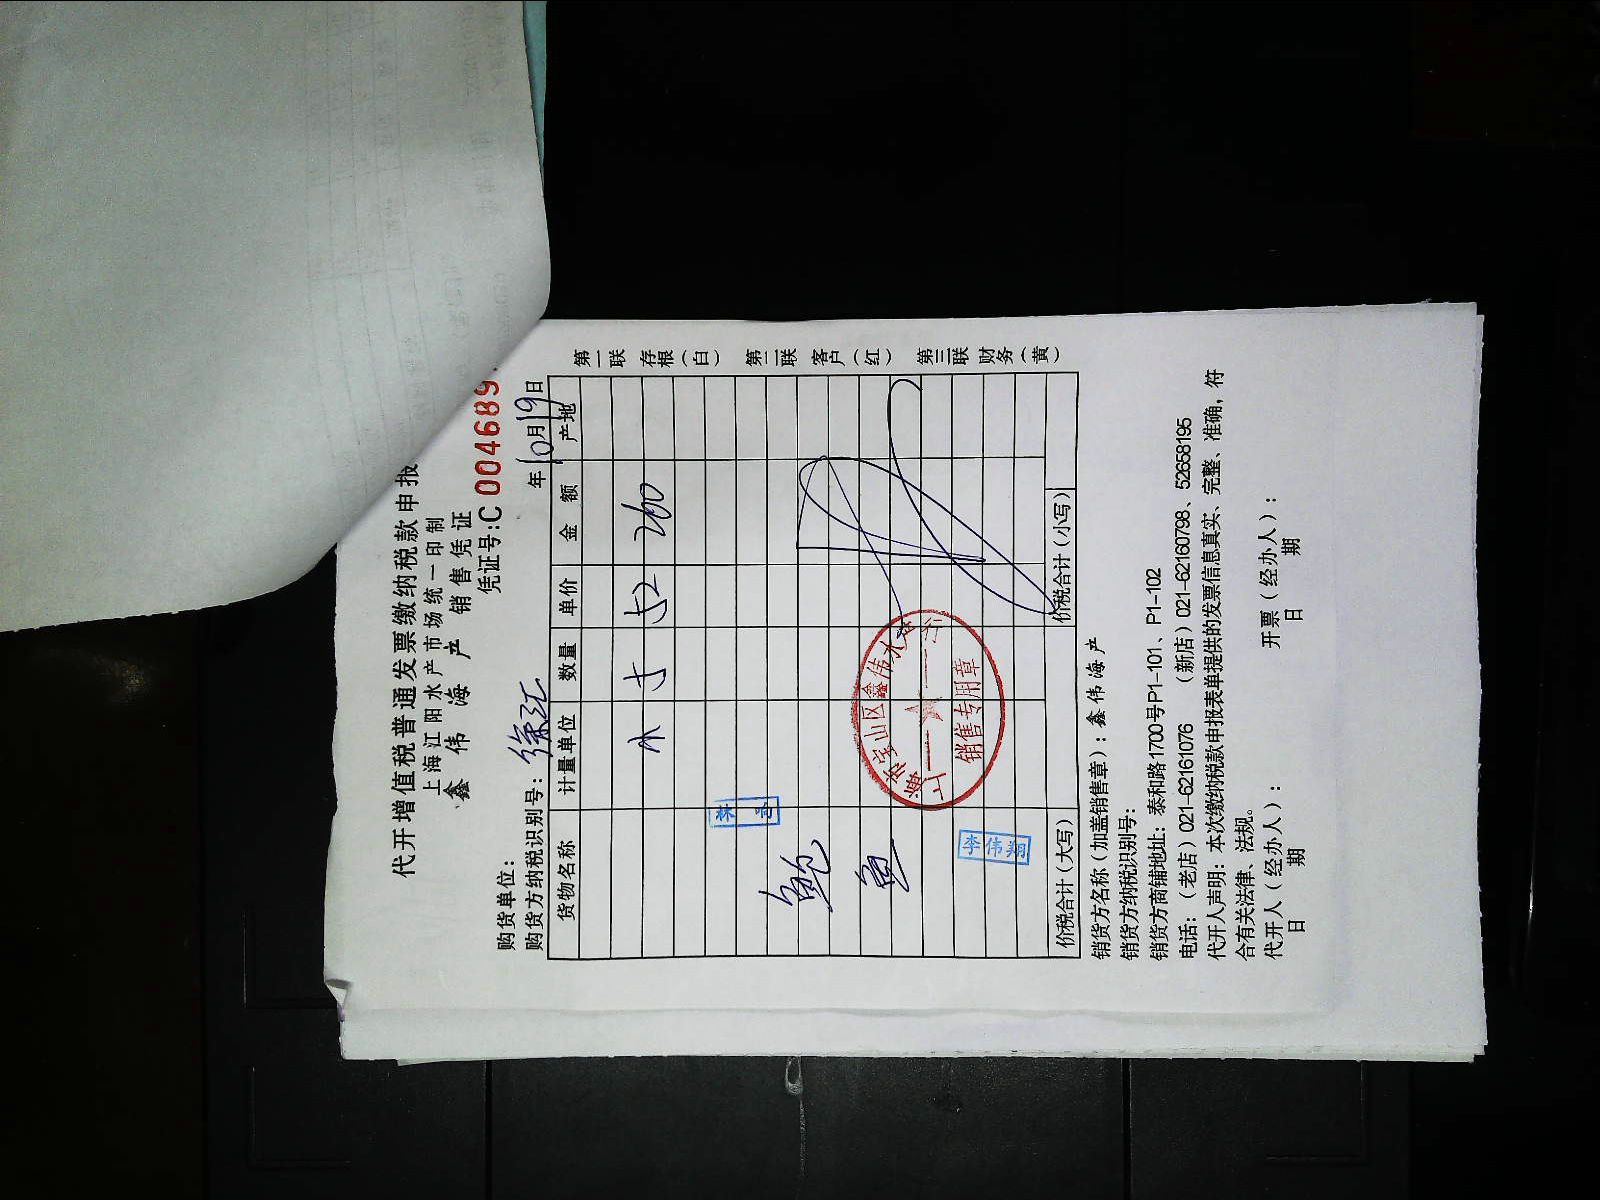 代开增值税普通发票缴纳税款申报
上海江阳水产市场统一印制
鑫伟海产 销售凭证
凭证号:C 004689
购货单位：
购货方纳税识别号：徐汇
年10月19日
货物名称 计量单位 数量 单价 金额 产地
52 260
林
鲍
鱼
李伟翔
上海市宝山区鑫伟水产
销售专用章
价税合计（大写） 价税合计（小写）
第一联 存根（白） 第二联 客户（红） 第三联 财务（黄）
销货方名称（加盖销售章）：鑫伟海产
销货方纳税识别号：
销货方商铺地址：泰和路1700号P1-101、P1-102
电话：（老店）021-62161076 （新店）021-62160798、52658195
代开人声明：本次缴纳税款申报表单提供的发票信息真实、完整、准确，符
合有关法律、法规。
代开人（经办人）： 开票（经办人）：
日期 日期